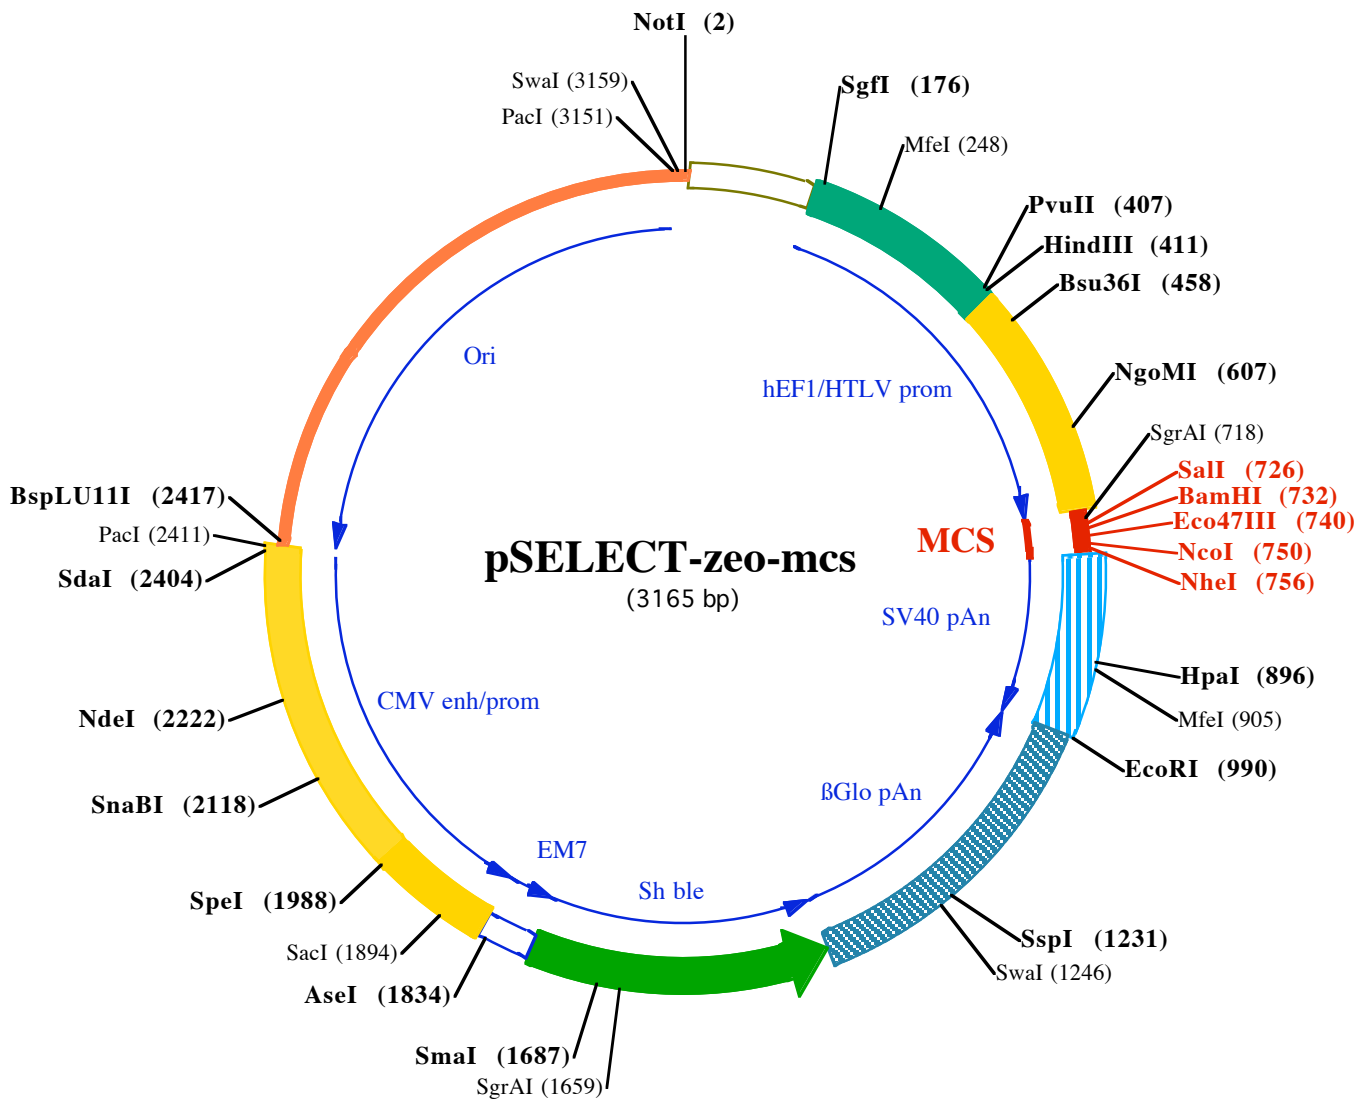 NotI (2)
SwaI (3159)
PacI (3151)
SgfI (176)
MfeI (248)
PvuII (407)
HindIII (411)
Bsu36I (458)
Ori
hEF1/HTLV prom
NgoMI (607)
SgrAI (718)
SalI (726)
BamHI (732)
Eco47III (740)
NcoI (750)
NheI (756)
MCS
BspLU11I (2417)
PacI (2411)
SdaI (2404)
pSELECT-zeo-mcs
(3165 bp)
SV40 pAn
HpaI (896)
MfeI (905)
EcoRI (990)
CMV enh/prom
NdeI (2222)
SnaBI (2118)
ßGlo pAn
EM7
Sh ble
SpeI (1988)
SacI (1894)
AseI (1834)
SspI (1231)
SwaI (1246)
SmaI (1687)
SgrAI (1659)